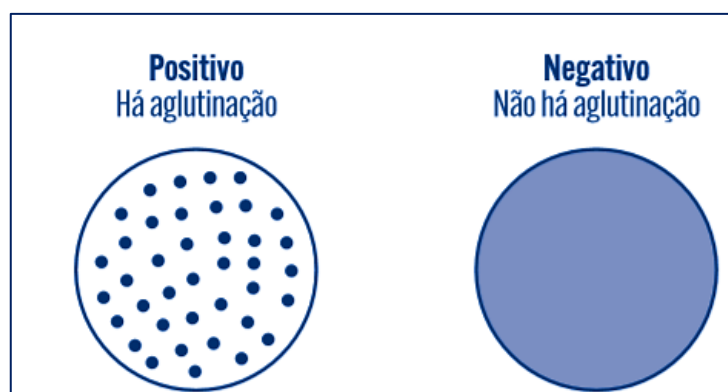 Positivo
Há aglutinação
Negativo
Não há aglutinação